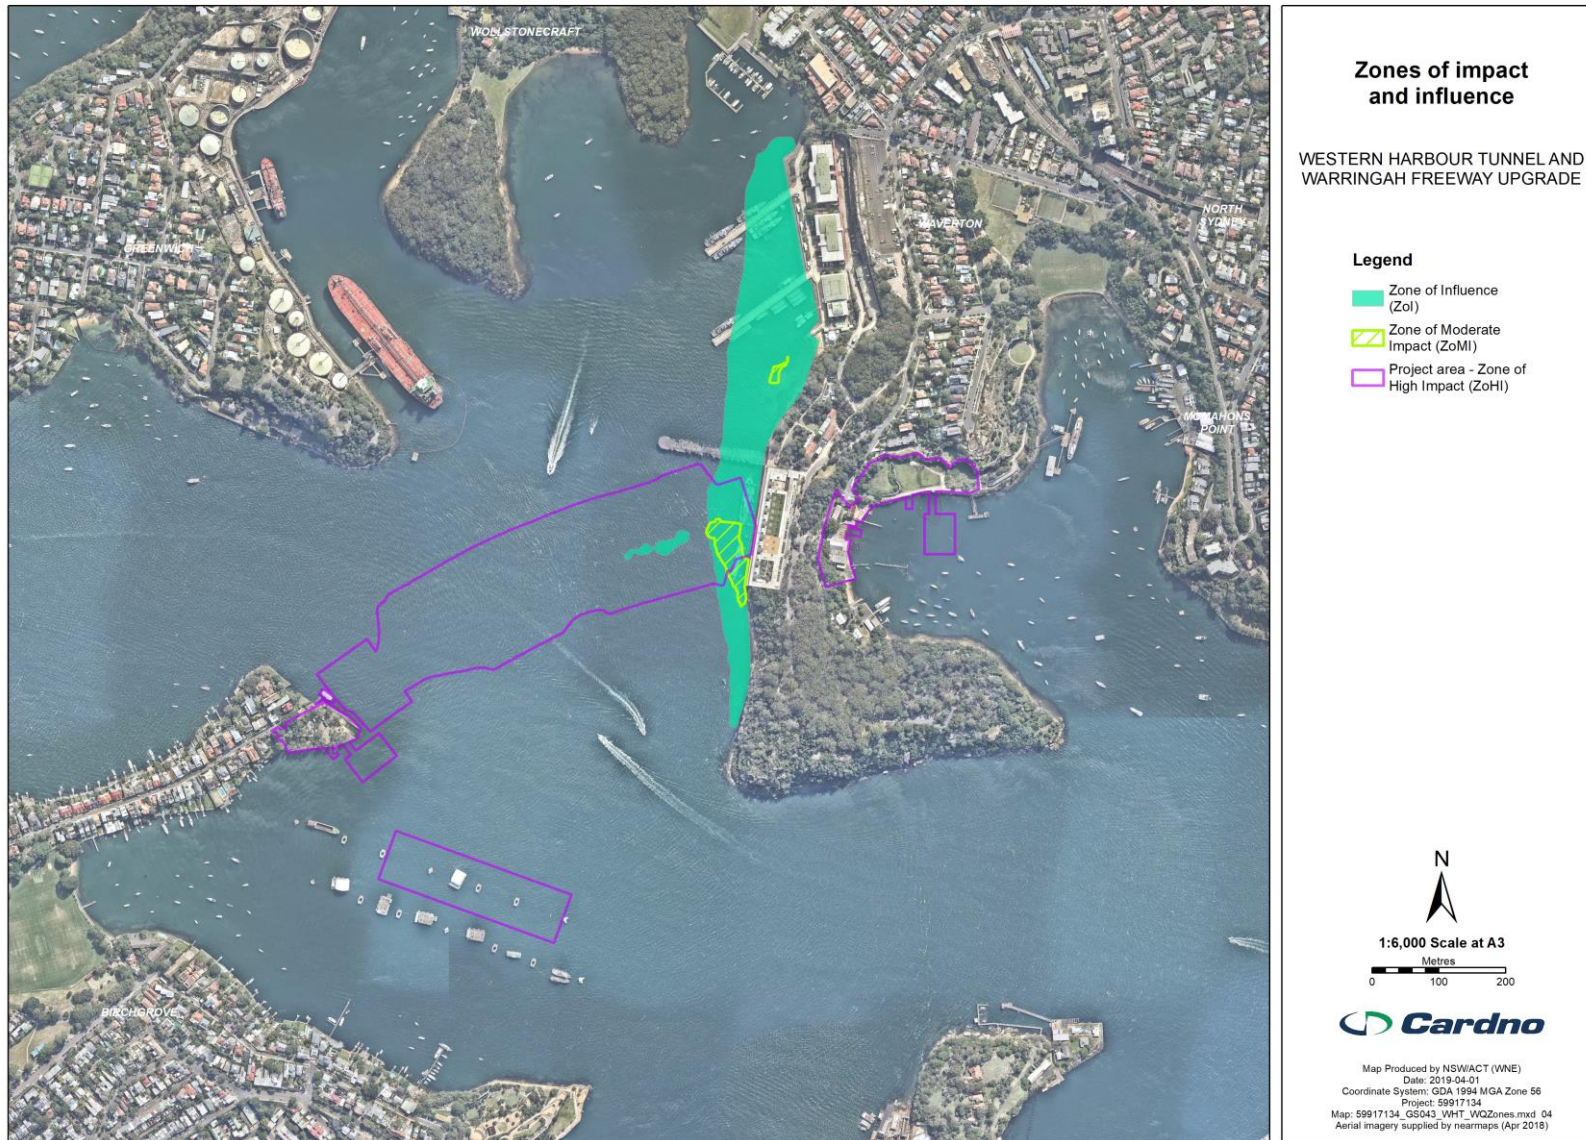 WOLLSTONECRAFT
GREENWICH
WAVERTON
NORTH
SYDNEY
MCMAHONS
POINT
BIRCHGROVE
Zones of impact
and influence
WESTERN HARBOUR TUNNEL AND
WARRINGAH FREEWAY UPGRADE
Legend
Zone of Influence
(ZoI)
Zone of Moderate
Impact (ZoMI)
Project area - Zone of
High Impact (ZoHI)
N
1:6,000 Scale at A3
Metres
0 100 200
Cardno
Map Produced by NSW/ACT (WNE)
Date: 2019-04-01
Coordinate System: GDA 1994 MGA Zone 56
Project: 59917134
Map: 59917134_GS043_WHT_WQZones.mxd 04
Aerial imagery supplied by nearmaps (Apr 2018)